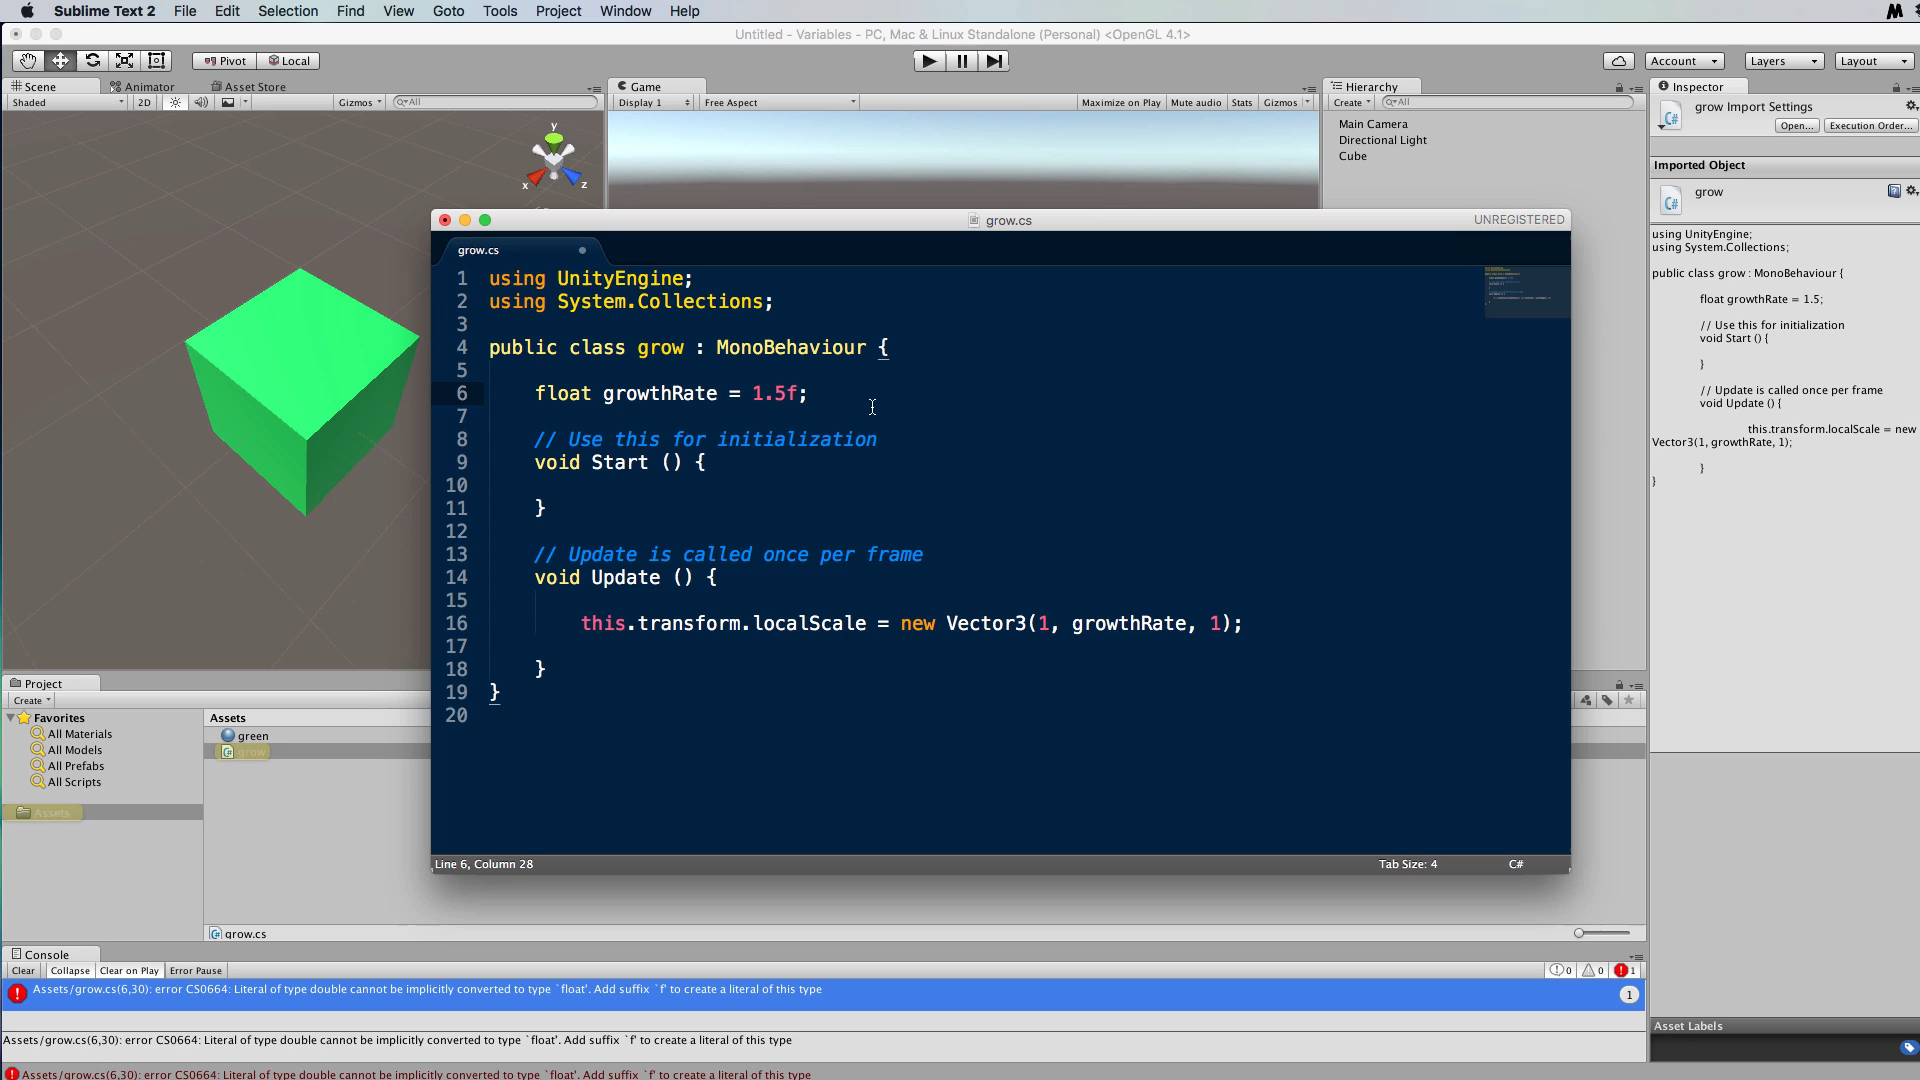 Sublime Text 2 File Edit Selection Find View Goto Tools Project Window Help
Untitled - Variables - PC, Mac & Linux Standalone (Personal) <OpenGL 4.1>
Pivot Local Account Layers Layout
Scene Animator Asset Store Game Hierarchy Inspector
Shaded 2D Gizmos All Display 1 Free Aspect Maximize on Play Mute audio Stats Gizmos Create All
grow Import Settings
Open... Execution Order...
Main Camera
Directional Light
Cube
y
x z
Imported Object
grow
using UnityEngine;
using System.Collections;
public class grow : MonoBehaviour {
float growthRate = 1.5;
// Use this for initialization
void Start () {
}
// Update is called once per frame
void Update () {
this.transform.localScale = new
Vector3(1, growthRate, 1);
}
}
grow.cs UNREGISTERED
grow.cs
1 using UnityEngine;
2 using System.Collections;
3
4 public class grow : MonoBehaviour {
5
6 float growthRate = 1.5f;
7
8 // Use this for initialization
9 void Start () {
10
11 }
12
13 // Update is called once per frame
14 void Update () {
15
16 this.transform.localScale = new Vector3(1, growthRate, 1);
17
18 }
19 }
20
Line 6, Column 28 Tab Size: 4 C#
Project
Create
Favorites
All Materials
All Models
All Prefabs
All Scripts
Assets
Assets
green
grow
grow.cs
Console
Clear Collapse Clear on Play Error Pause 0 0 1
Assets/grow.cs(6,30): error CS0664: Literal of type double cannot be implicitly converted to type `float'. Add suffix `f' to create a literal of this type 1
Assets/grow.cs(6,30): error CS0664: Literal of type double cannot be implicitly converted to type `float'. Add suffix `f' to create a literal of this type
Assets/grow.cs(6,30): error CS0664: Literal of type double cannot be implicitly converted to type `float'. Add suffix `f' to create a literal of this type
Asset Labels